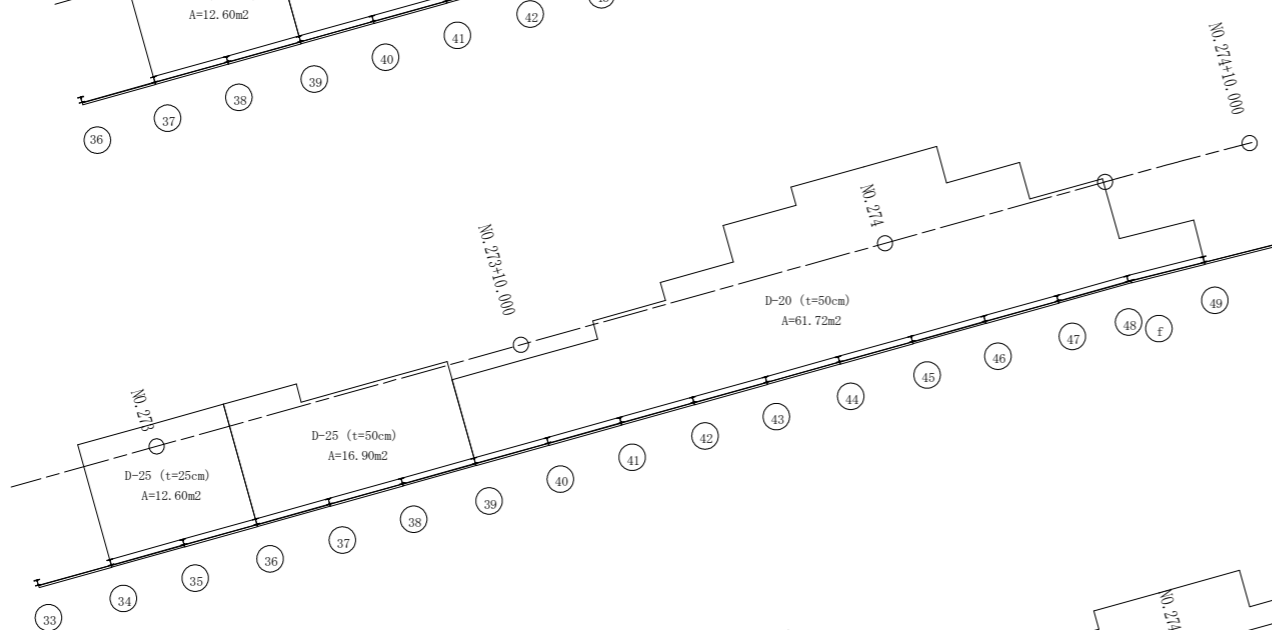 A=12.60m2
42
41
40
39
38
37
36
NO.274+10.000
NO.274
NO.273+10.000
D-20 (t=50cm)
A=61.72m2
NO.273
D-25 (t=50cm)
A=16.90m2
D-25 (t=25cm)
A=12.60m2
49
f
48
47
46
45
44
43
42
41
40
39
38
37
36
35
34
33
NO.274